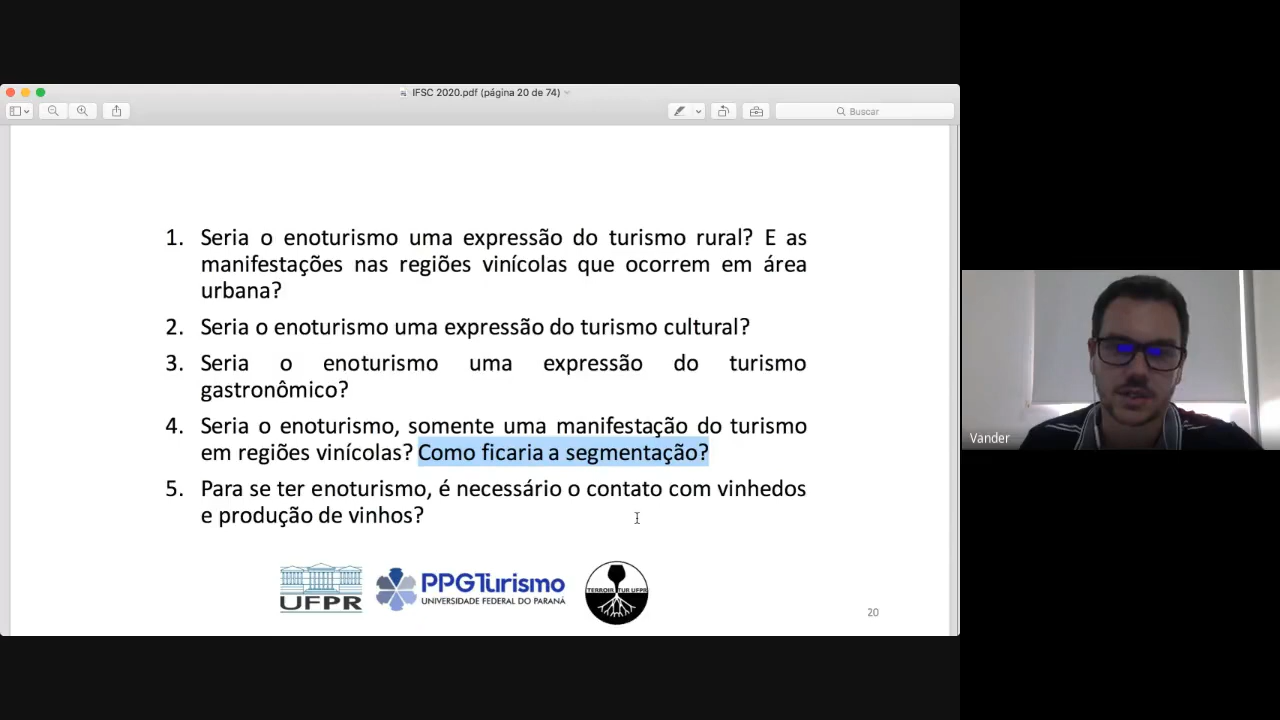 IFSC 2020.pdf (página 20 de 74)
Buscar
1. Seria o enoturismo uma expressão do turismo rural? E as
manifestações nas regiões vinícolas que ocorrem em área
urbana?
2. Seria o enoturismo uma expressão do turismo cultural?
3. Seria o enoturismo uma expressão do turismo
gastronômico?
4. Seria o enoturismo, somente uma manifestação do turismo
em regiões vinícolas? Como ficaria a segmentação?
5. Para se ter enoturismo, é necessário o contato com vinhedos
e produção de vinhos?
Vander
UFPR
PPGTurismo
UNIVERSIDADE FEDERAL DO PARANÁ
TERROIR TUR UFPR
20